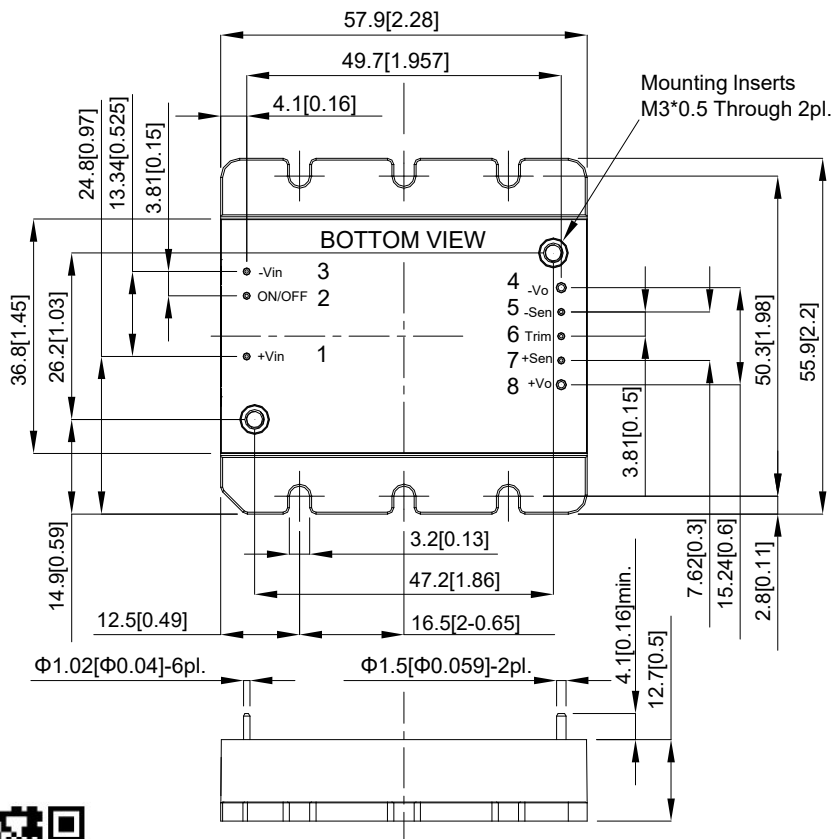 57.9[2.28]
49.7[1.957]
Mounting Inserts
M3*0.5 Through 2pl.
4.1[0.16]
24.8[0.97]
13.34[0.525]
3.81[0.15]
BOTTOM VIEW
-Vin 3
ON/OFF 2
+Vin 1
4 -Vo
5 -Sen
6 Trim
7 +Sen
8 +Vo
36.8[1.45]
26.2[1.03]
14.9[0.59]
50.3[1.98]
55.9[2.2]
3.81[0.15]
7.62[0.3]
15.24[0.6]
2.8[0.11]
3.2[0.13]
47.2[1.86]
12.5[0.49]
16.5[2-0.65]
4.1[0.16]min.
12.7[0.5]
Φ1.02[Φ0.04]-6pl.
Φ1.5[Φ0.059]-2pl.